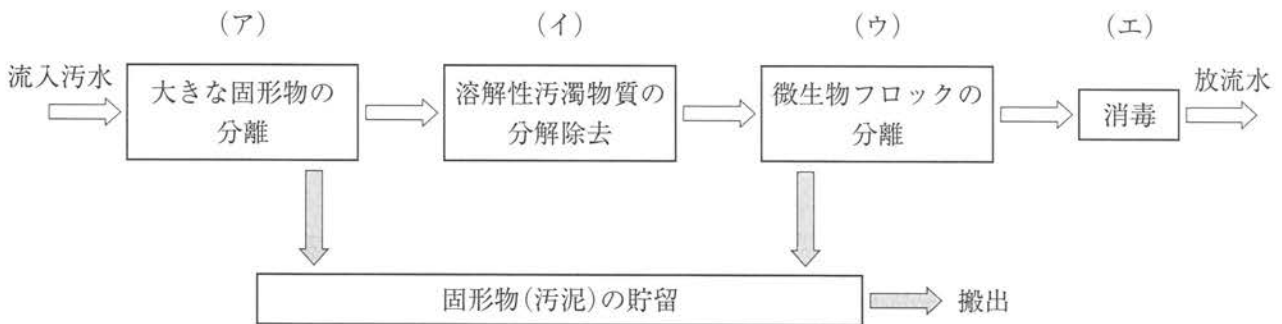 (ア)
(イ)
(ウ)
(エ)
流入汚水
大きな固形物の
分離
溶解性汚濁物質の
分解除去
微生物フロックの
分離
消毒
放流水
固形物(汚泥)の貯留
搬出